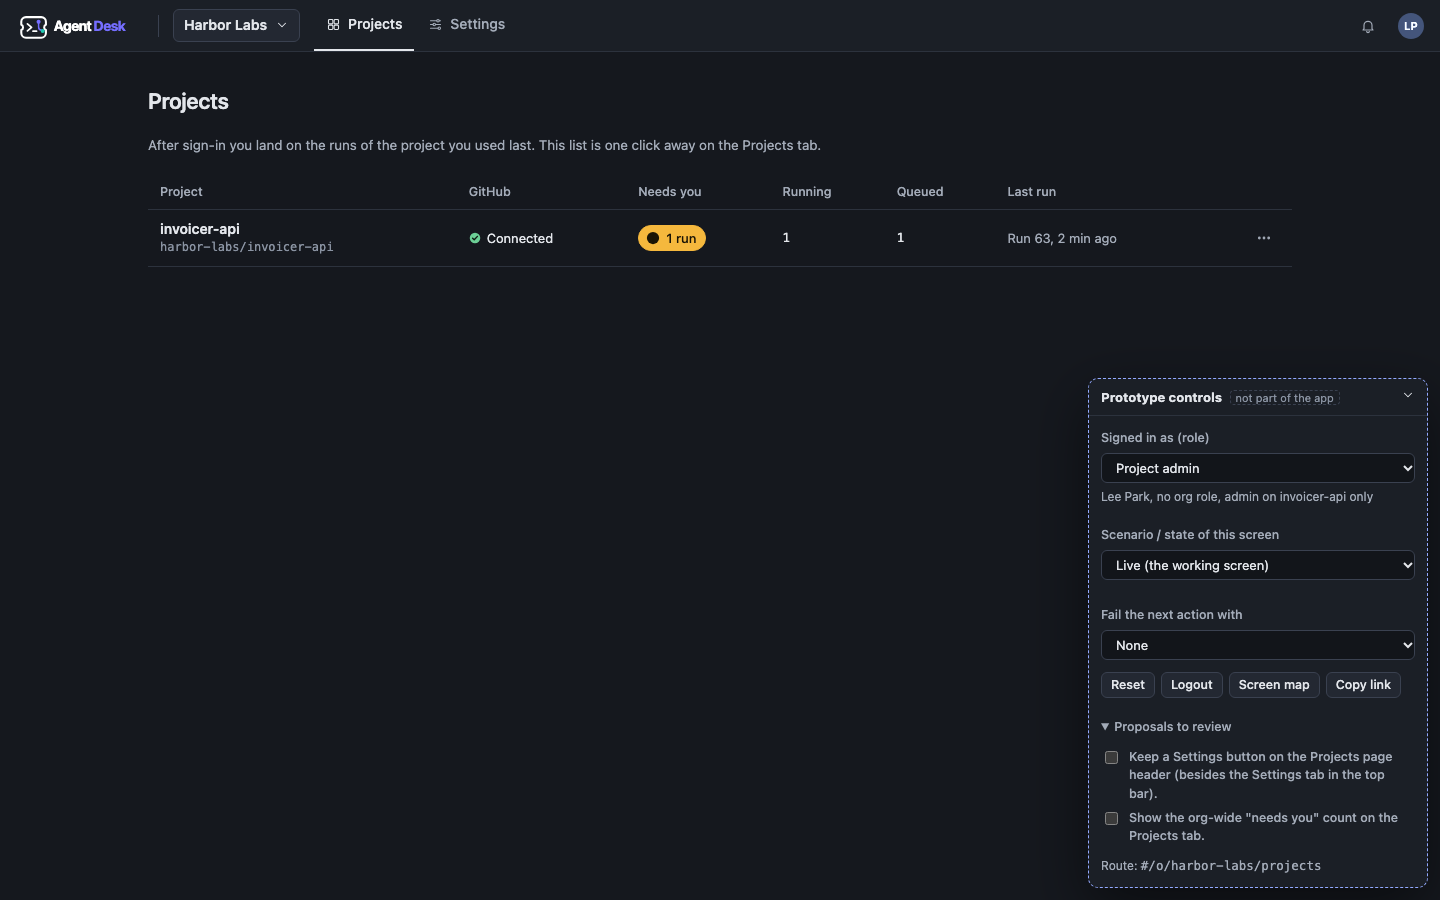 AgentDesk
Harbor Labs
Projects
Settings
LP
Projects
After sign-in you land on the runs of the project you used last. This list is one click away on the Projects tab.
Project GitHub Needs you Running Queued Last run
invoicer-api
harbor-labs/invoicer-api
Connected
1 run
1
1
Run 63, 2 min ago
Prototype controls not part of the app
Signed in as (role)
Project admin
Lee Park, no org role, admin on invoicer-api only
Scenario / state of this screen
Live (the working screen)
Fail the next action with
None
Reset Logout Screen map Copy link
Proposals to review
Keep a Settings button on the Projects page
header (besides the Settings tab in the top
bar).
Show the org-wide "needs you" count on the
Projects tab.
Route: #/o/harbor-labs/projects